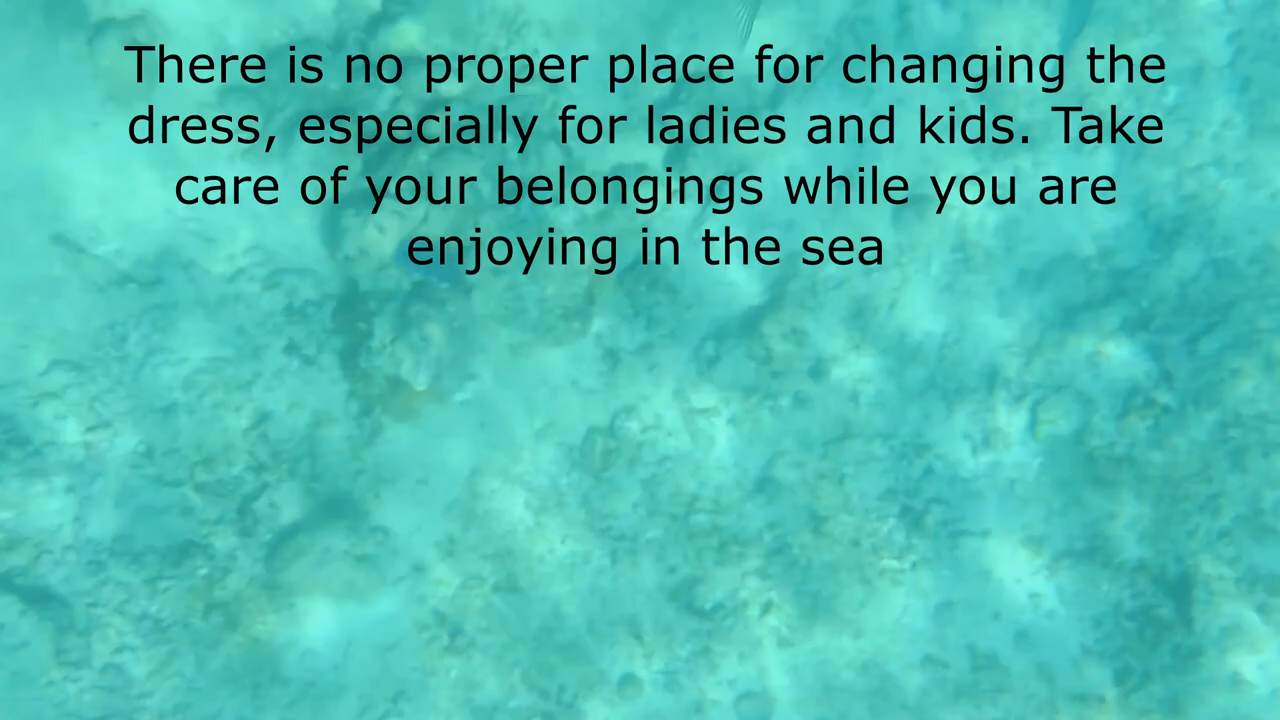 There is no proper place for changing the
dress, especially for ladies and kids. Take
care of your belongings while you are
enjoying in the sea